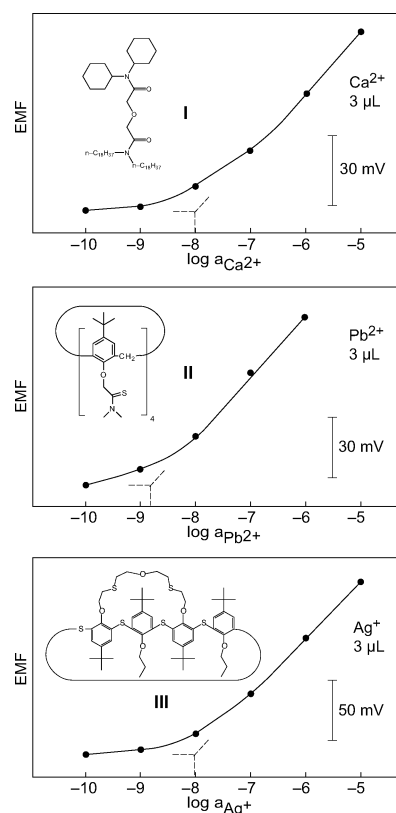 N
O
O
O
N
n-C18H37
n-C18H37
I
Ca2+
3 μL
30 mV
EMF
−10 −9 −8 −7 −6 −5
log aCa2+
CH2
O
S
N
4
II
Pb2+
3 μL
30 mV
EMF
−10 −9 −8 −7 −6 −5
log aPb2+
O
S S
O O
S S S S
O O
III
Ag+
3 μL
50 mV
EMF
−10 −9 −8 −7 −6 −5
log aAg+